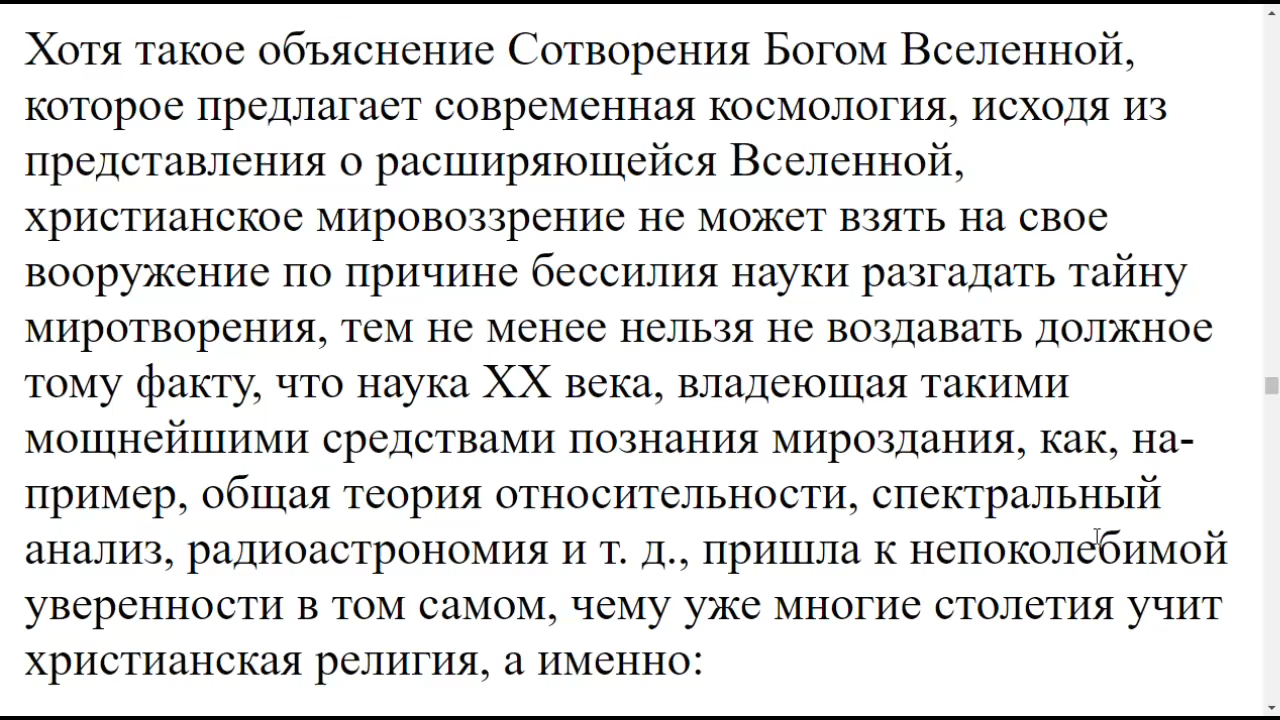 Хотя такое объяснение Сотворения Богом Вселенной,
которое предлагает современная космология, исходя из
представления о расширяющейся Вселенной,
христианское мировоззрение не может взять на свое
вооружение по причине бессилия науки разгадать тайну
миротворения, тем не менее нельзя не воздавать должное
тому факту, что наука XX века, владеющая такими
мощнейшими средствами познания мироздания, как, на-
пример, общая теория относительности, спектральный
анализ, радиоастрономия и т. д., пришла к непоколебимой
уверенности в том самом, чему уже многие столетия учит
христианская религия, а именно: